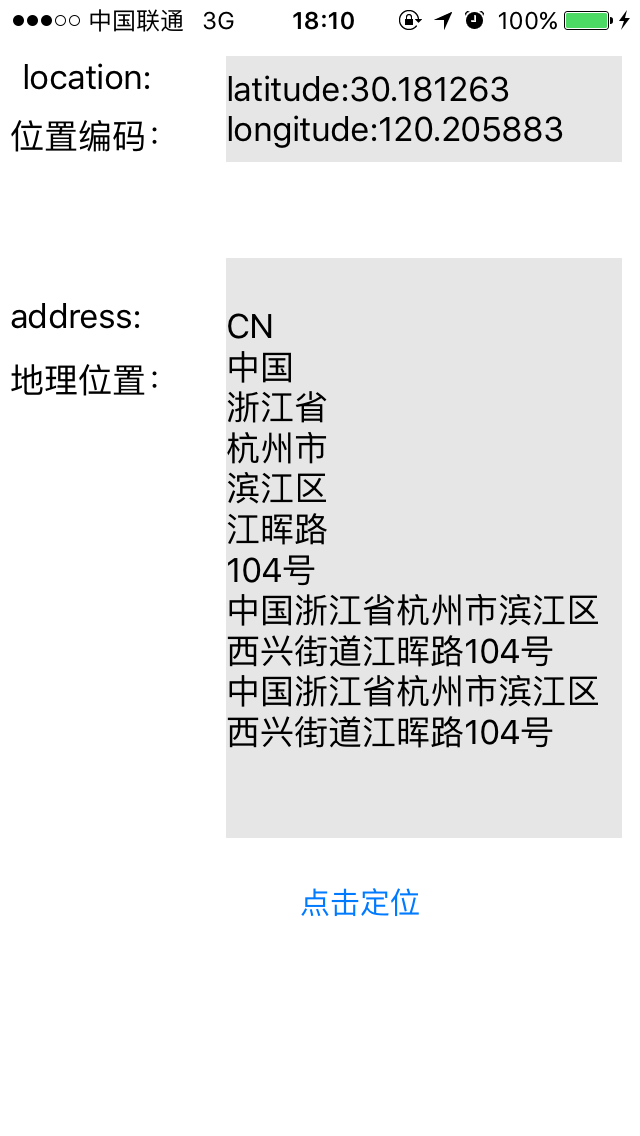 中国联通 3G 18:10 100%
location:
位置编码：
latitude:30.181263
longitude:120.205883
address:
地理位置：
CN
中国
浙江省
杭州市
滨江区
江晖路
104号
中国浙江省杭州市滨江区
西兴街道江晖路104号
中国浙江省杭州市滨江区
西兴街道江晖路104号
点击定位